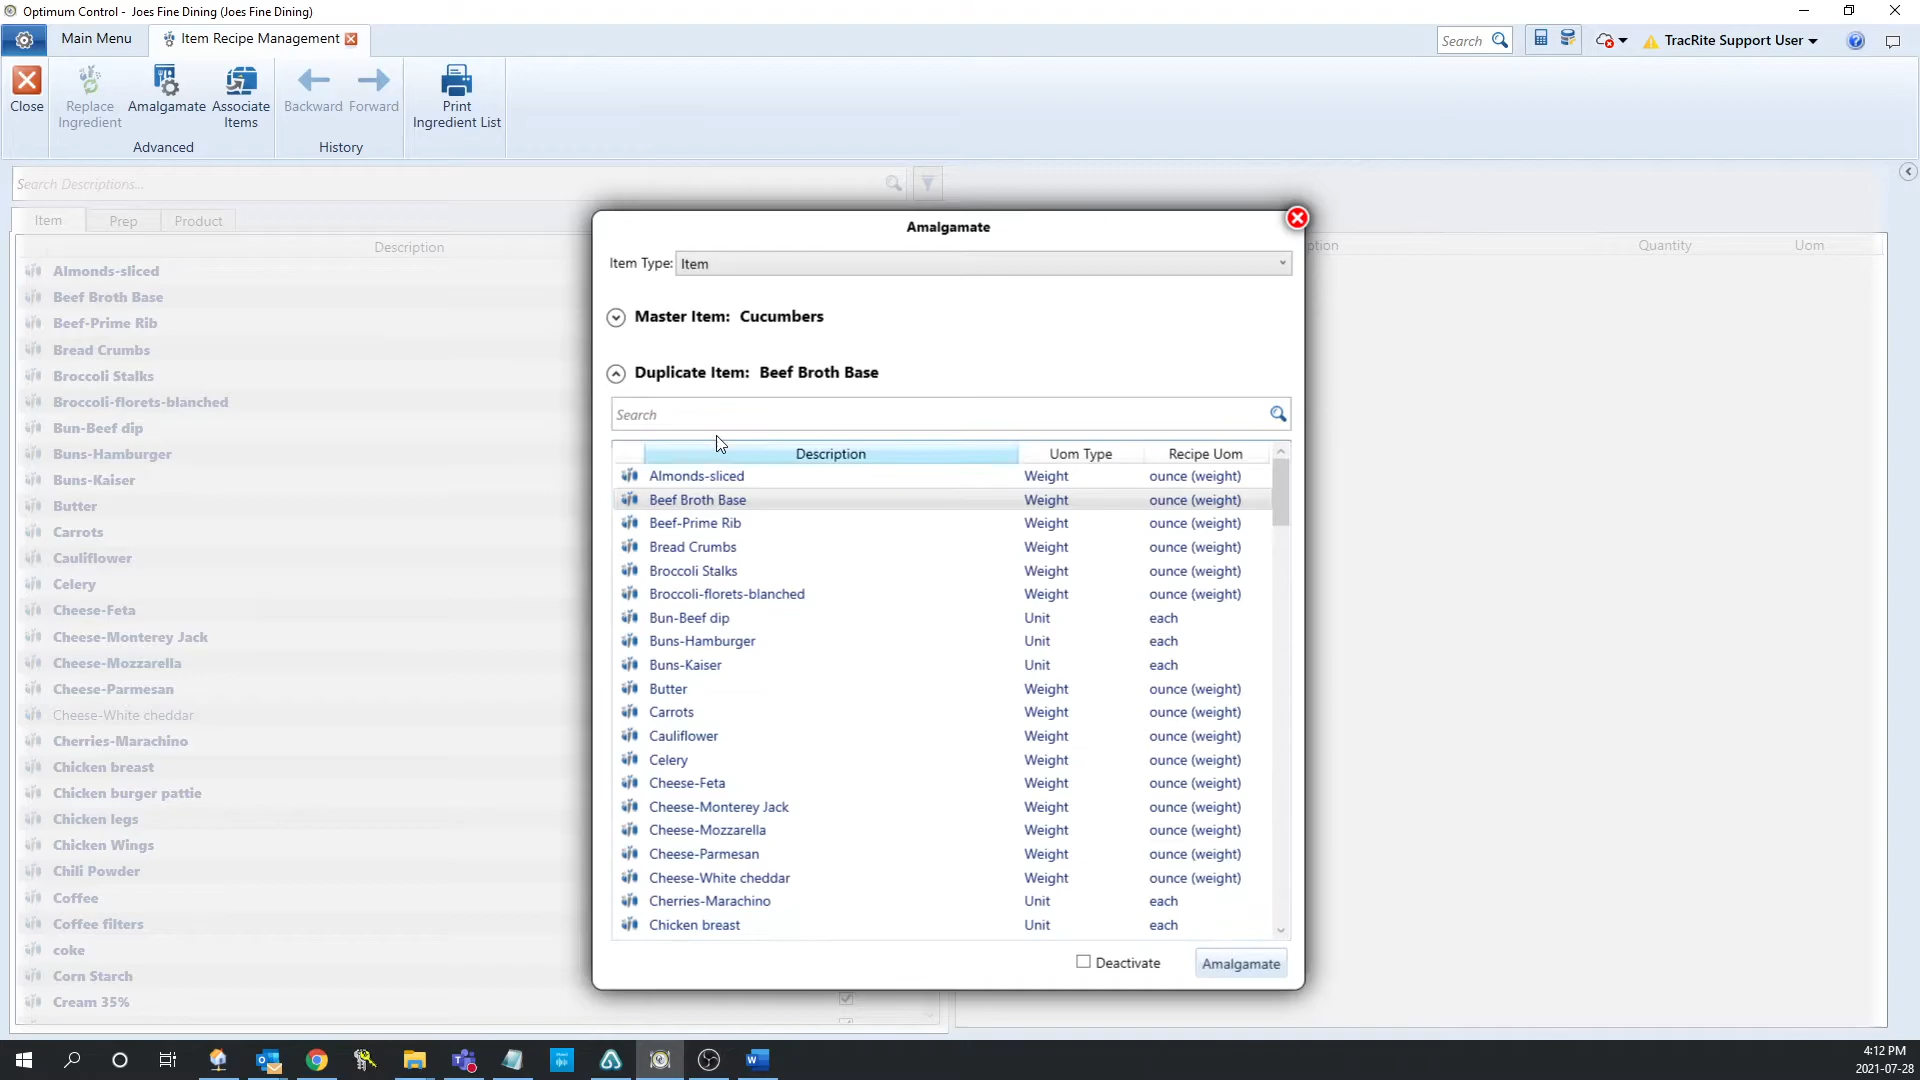 Optimum Control - Joes Fine Dining (Joes Fine Dining)
Main Menu
Item Recipe Management
Search
TracRite Support User
Close
Replace Ingredient
Amalgamate
Associate Items
Backward
Forward
Print Ingredient List
Advanced
History
Search Descriptions...
Item
Prep
Product
Description
Almonds-sliced
Beef Broth Base
Beef-Prime Rib
Bread Crumbs
Broccoli Stalks
Broccoli-florets-blanched
Bun-Beef dip
Buns-Hamburger
Buns-Kaiser
Butter
Carrots
Cauliflower
Celery
Cheese-Feta
Cheese-Monterey Jack
Cheese-Mozzarella
Cheese-Parmesan
Cheese-White cheddar
Cherries-Marachino
Chicken breast
Chicken burger pattie
Chicken legs
Chicken Wings
Chili Powder
Coffee
Coffee filters
coke
Corn Starch
Cream 35%
ption Quantity Uom
Amalgamate
Item Type: Item
Master Item: Cucumbers
Duplicate Item: Beef Broth Base
Search
Description Uom Type Recipe Uom
Almonds-sliced Weight ounce (weight)
Beef Broth Base Weight ounce (weight)
Beef-Prime Rib Weight ounce (weight)
Bread Crumbs Weight ounce (weight)
Broccoli Stalks Weight ounce (weight)
Broccoli-florets-blanched Weight ounce (weight)
Bun-Beef dip Unit each
Buns-Hamburger Unit each
Buns-Kaiser Unit each
Butter Weight ounce (weight)
Carrots Weight ounce (weight)
Cauliflower Weight ounce (weight)
Celery Weight ounce (weight)
Cheese-Feta Weight ounce (weight)
Cheese-Monterey Jack Weight ounce (weight)
Cheese-Mozzarella Weight ounce (weight)
Cheese-Parmesan Weight ounce (weight)
Cheese-White cheddar Weight ounce (weight)
Cherries-Marachino Unit each
Chicken breast Unit each
Deactivate
Amalgamate
4:12 PM
2021-07-28